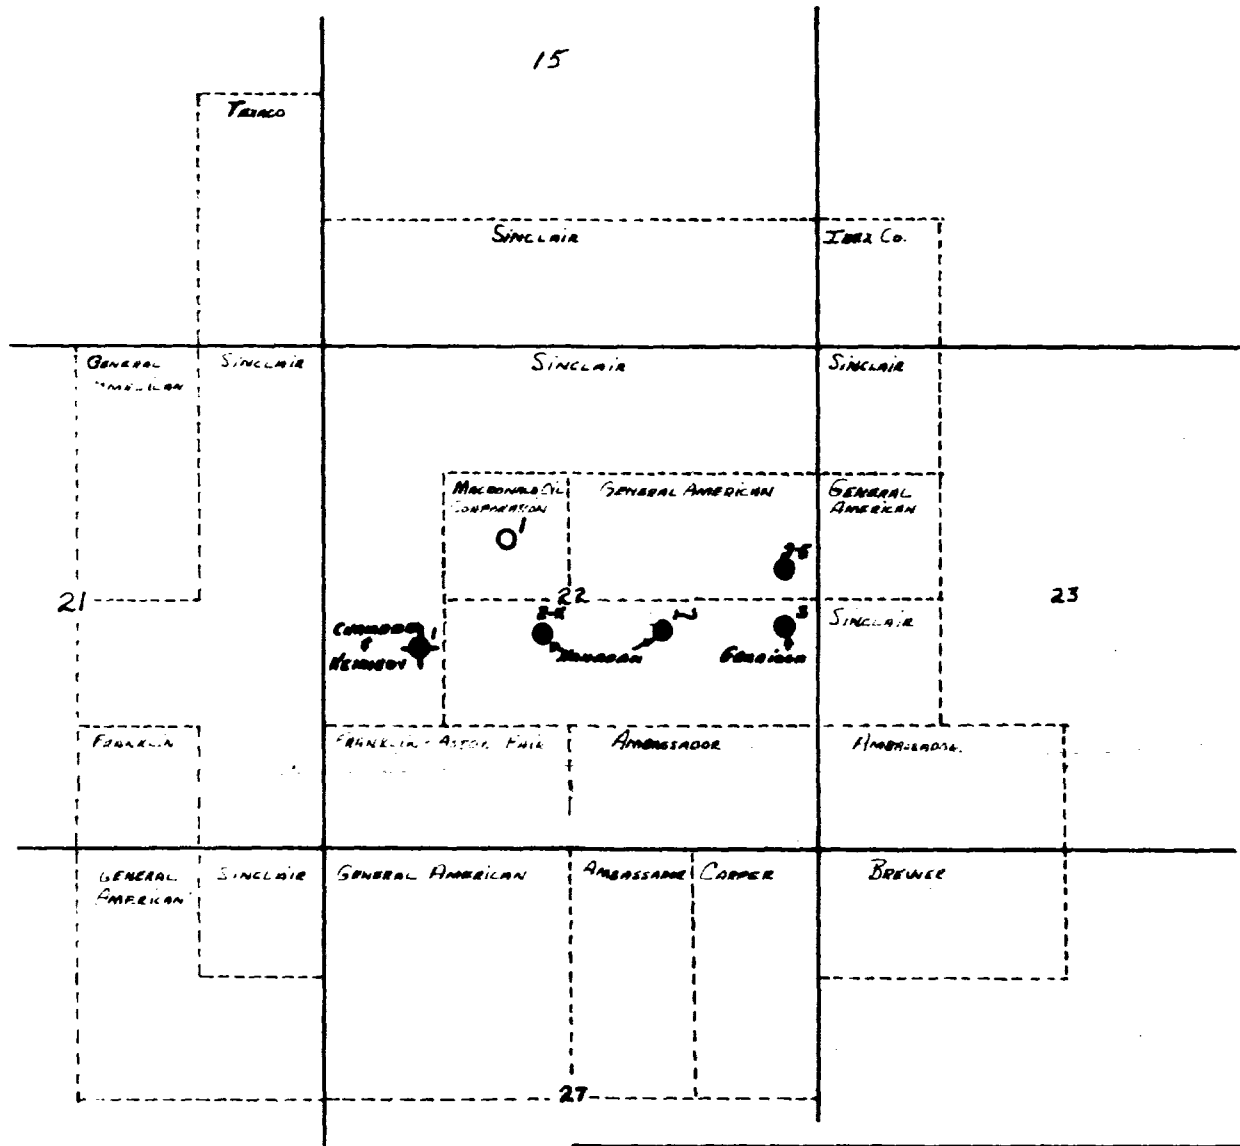 15
TEXACO
SINCLAIR
IBEX CO.
GENERAL
AMERICAN
SINCLAIR
SINCLAIR
SINCLAIR
MACDONALD OIL
CORPORATION
GENERAL AMERICAN
GENERAL
AMERICAN
1
21
22
23
3
SINCLAIR
1
KENNEDY
FRANKLIN
FRANKLIN - ASTON & FAIR
AMBASSADOR
AMBASSADOR
GENERAL
AMERICAN
SINCLAIR
GENERAL AMERICAN
AMBASSADOR
CARPER
BREWER
27